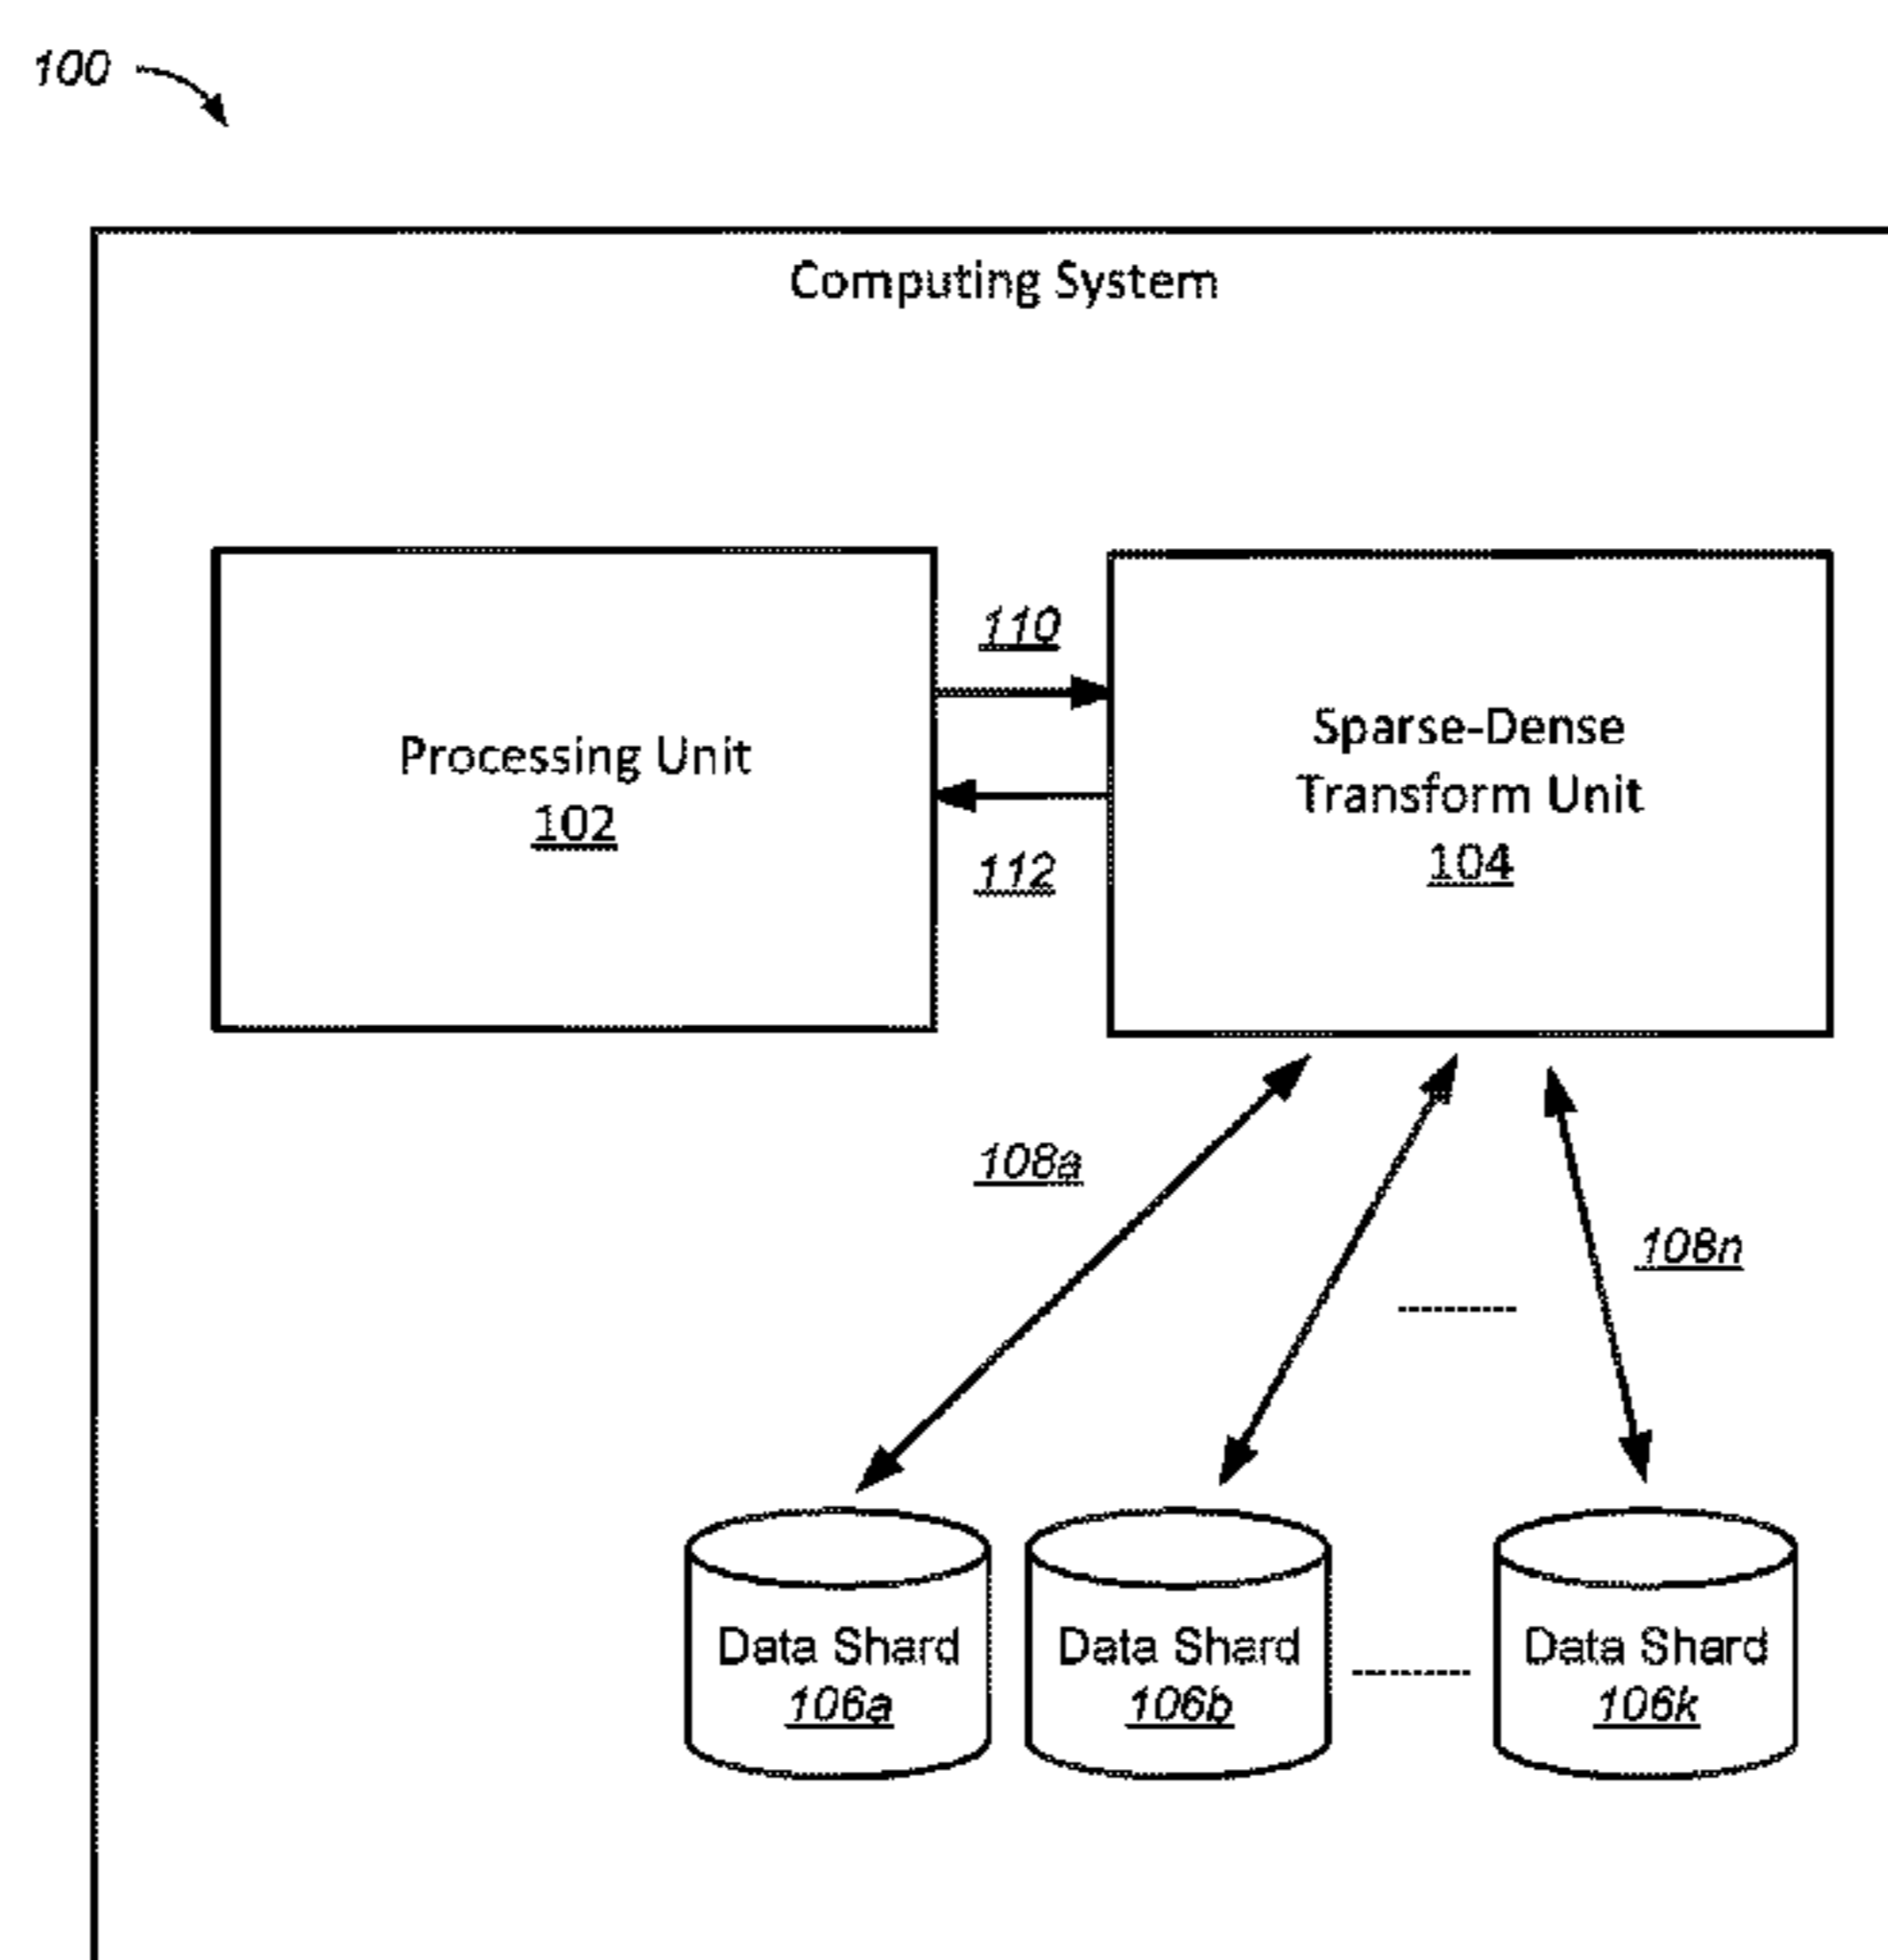 100
Computing System
110
Processing Unit
102
Sparse-Dense
Transform Unit
104
112
108a
108n
Data Shard
106a
Data Shard
106b
Data Shard
106k